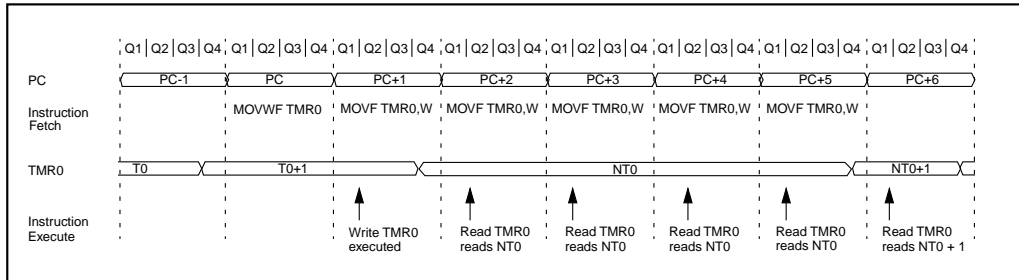 Q1 Q2 Q3 Q4 Q1 Q2 Q3 Q4 Q1 Q2 Q3 Q4 Q1 Q2 Q3 Q4 Q1 Q2 Q3 Q4 Q1 Q2 Q3 Q4 Q1 Q2 Q3 Q4 Q1 Q2 Q3 Q4
PC PC-1 PC PC+1 PC+2 PC+3 PC+4 PC+5 PC+6
Instruction
Fetch
MOVWF TMR0 MOVF TMR0,W MOVF TMR0,W MOVF TMR0,W MOVF TMR0,W MOVF TMR0,W
TMR0 T0 T0+1 NT0 NT0+1
Instruction
Execute
Write TMR0
executed
Read TMR0
reads NT0
Read TMR0
reads NT0
Read TMR0
reads NT0
Read TMR0
reads NT0
Read TMR0
reads NT0 + 1